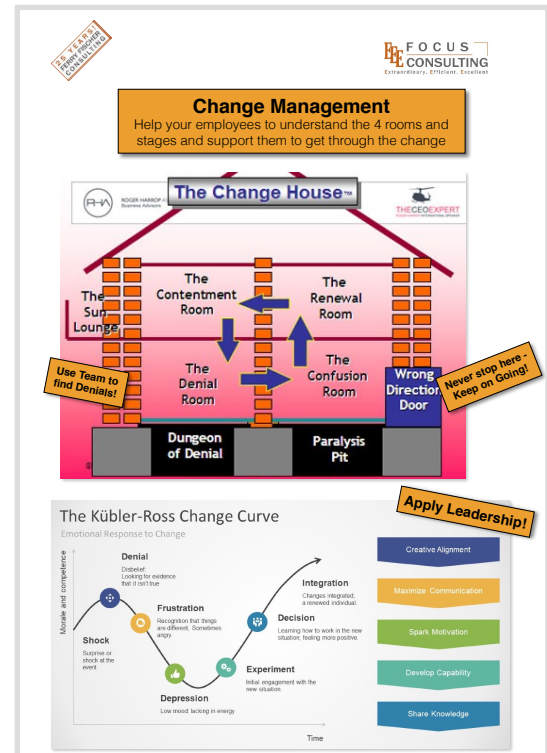 25 YEARS!
FERRY FISCHER
CONSULTING
EEE FOCUS
CONSULTING
Extraordinary. Efficient. Excellent
Change Management
Help your employees to understand the 4 rooms and
stages and support them to get through the change
RHA
ROGER HARROP
Business Advisors
The Change House™
THECEOEXPERT
The
Contentment
Room
The
Renewal
Room
The
Sun
Lounge
The
Denial
Room
The
Confusion
Room
Wrong
Direction
Door
Use Team to
find Denials!
Never stop here -
Keep on Going!
Dungeon
of Denial
Paralysis
Pit
Apply Leadership!
The Kübler-Ross Change Curve
Emotional Response to Change
Morale and competence
Denial
Disbelief:
Looking for evidence
that it isn't true
Frustration
Recognition that things
are different, Sometimes
angry.
Shock
Surprise or
shock at the
event
Depression
Low mood: lacking in energy
Integration
Changes integrated;
a renewed individual.
Decision
Learning how to work in the new
situation; feeling more positive.
Experiment
Initial engagement with the
new situation
Time
Creative Alignment
Maximize Communication
Spark Motivation
Develop Capability
Share Knowledge